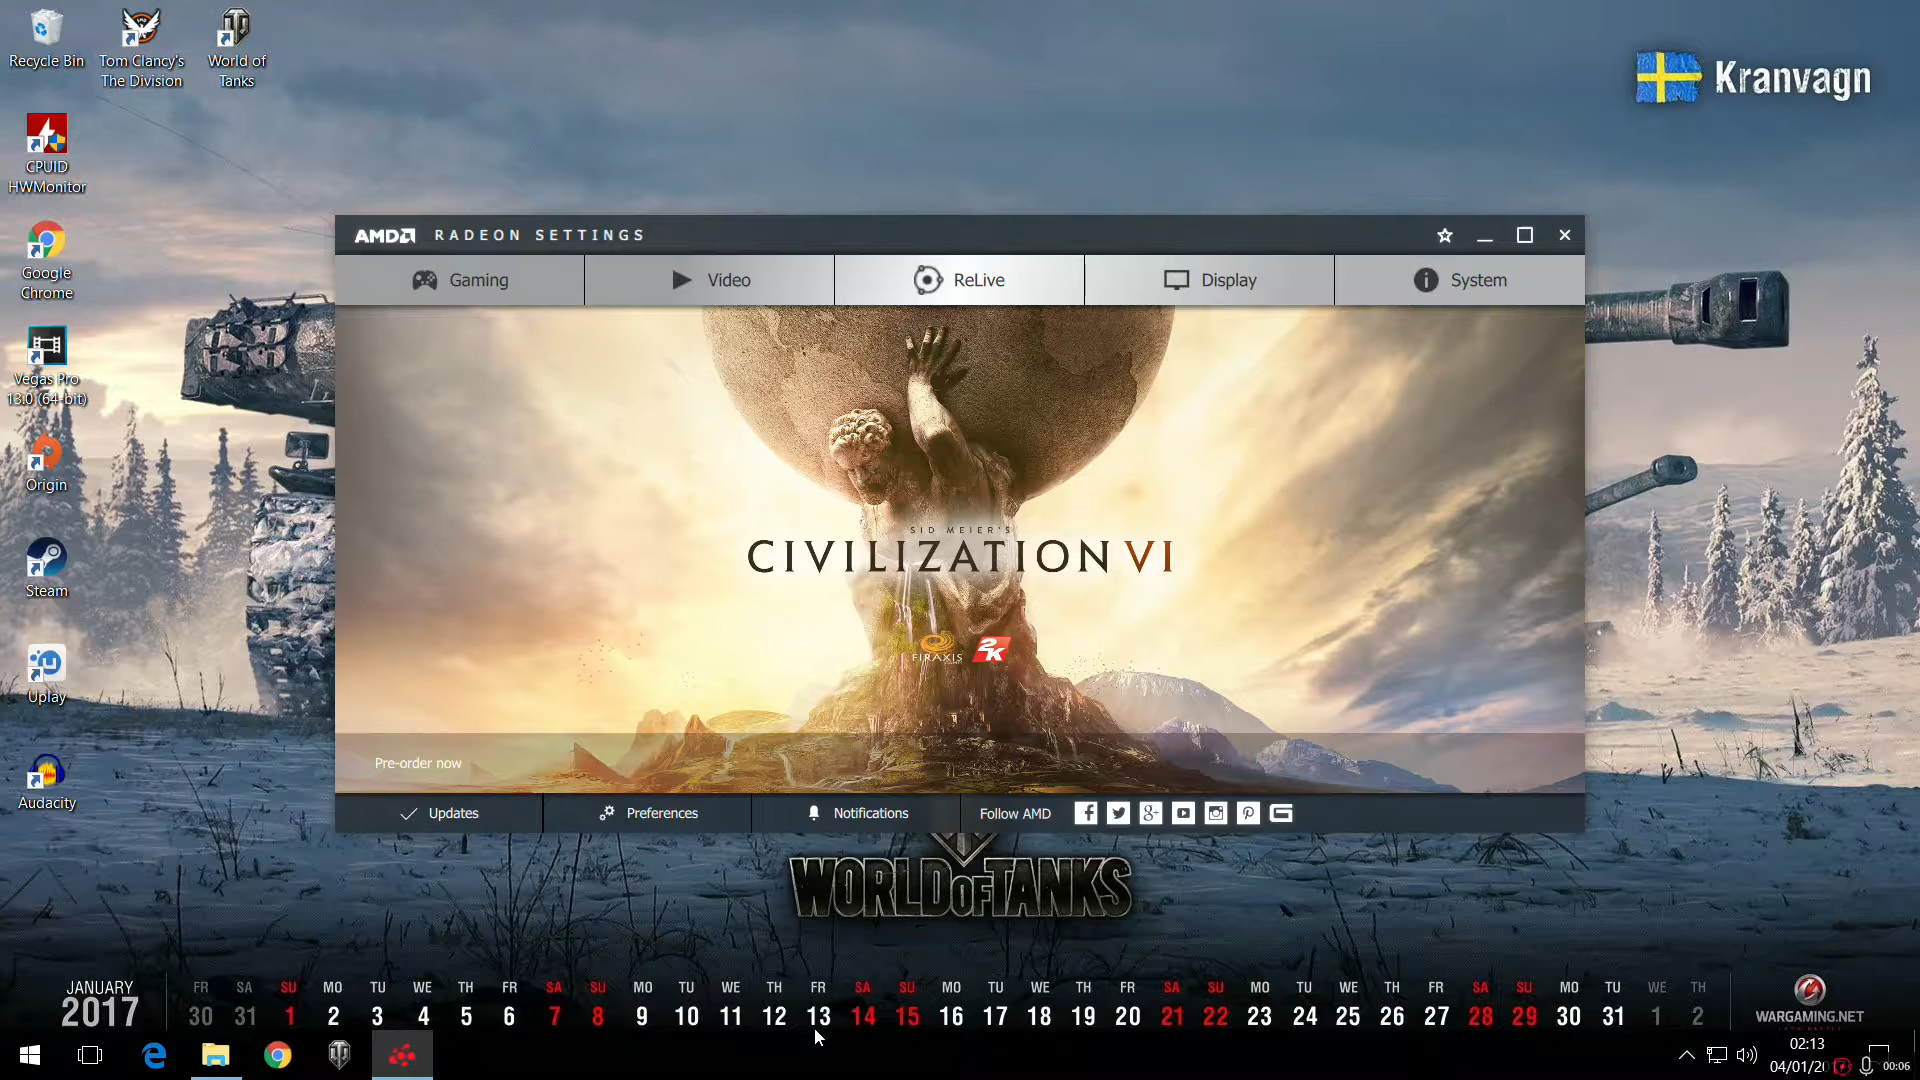 Recycle Bin
Tom Clancy's
The Division
World of
Tanks
Kranvagn
CPUID
HWMonitor
Google
Chrome
Vegas Pro
13.0 (64-bit)
Origin
Steam
Uplay
Audacity
AMD RADEON SETTINGS
Gaming
Video
ReLive
Display
System
SID MEIER'S
CIVILIZATION VI
FIRAXIS
2K
Pre-order now
Updates
Preferences
Notifications
Follow AMD
WORLD OF TANKS
JANUARY
2017
FR SA SU MO TU WE TH FR SA SU MO TU WE TH FR SA SU MO TU WE TH FR SA SU MO TU WE TH FR SA SU MO TU WE TH
30 31 1 2 3 4 5 6 7 8 9 10 11 12 13 14 15 16 17 18 19 20 21 22 23 24 25 26 27 28 29 30 31 1 2
WARGAMING.NET
02:13
04/01/20
00:06